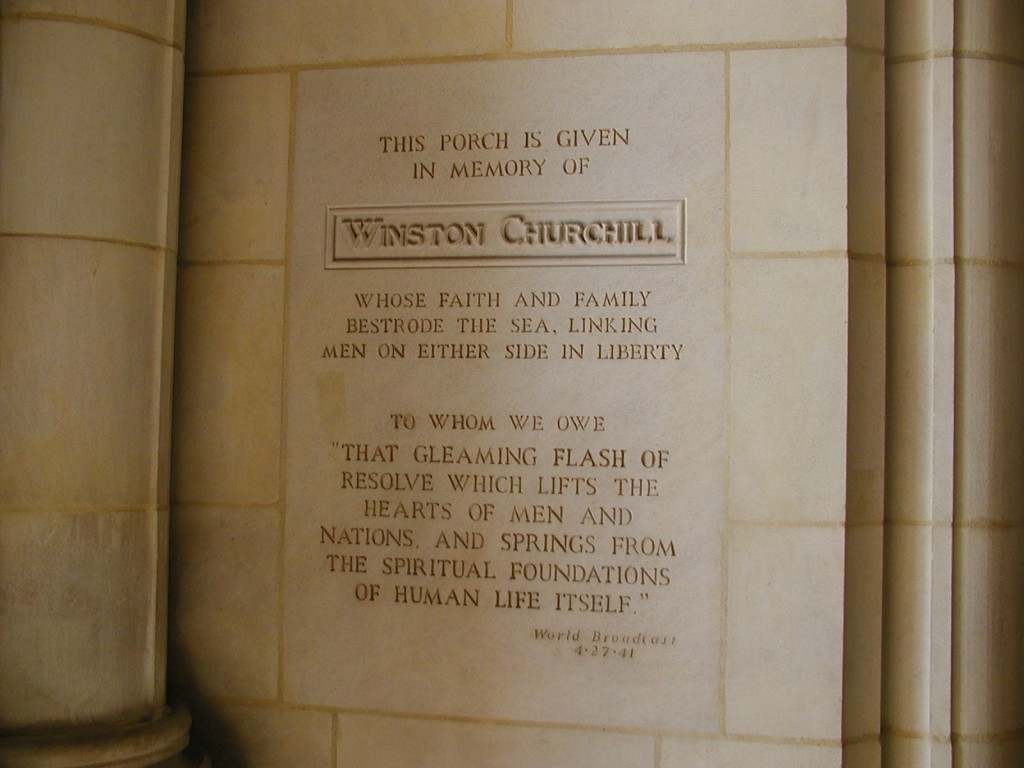 THIS PORCH IS GIVEN
IN MEMORY OF
WINSTON CHURCHILL
WHOSE FAITH AND FAMILY
BESTRODE THE SEA, LINKING
MEN ON EITHER SIDE IN LIBERTY
TO WHOM WE OWE
"THAT GLEAMING FLASH OF
RESOLVE WHICH LIFTS THE
HEARTS OF MEN AND
NATIONS, AND SPRINGS FROM
THE SPIRITUAL FOUNDATIONS
OF HUMAN LIFE ITSELF."
World Broadcast
4·27·41